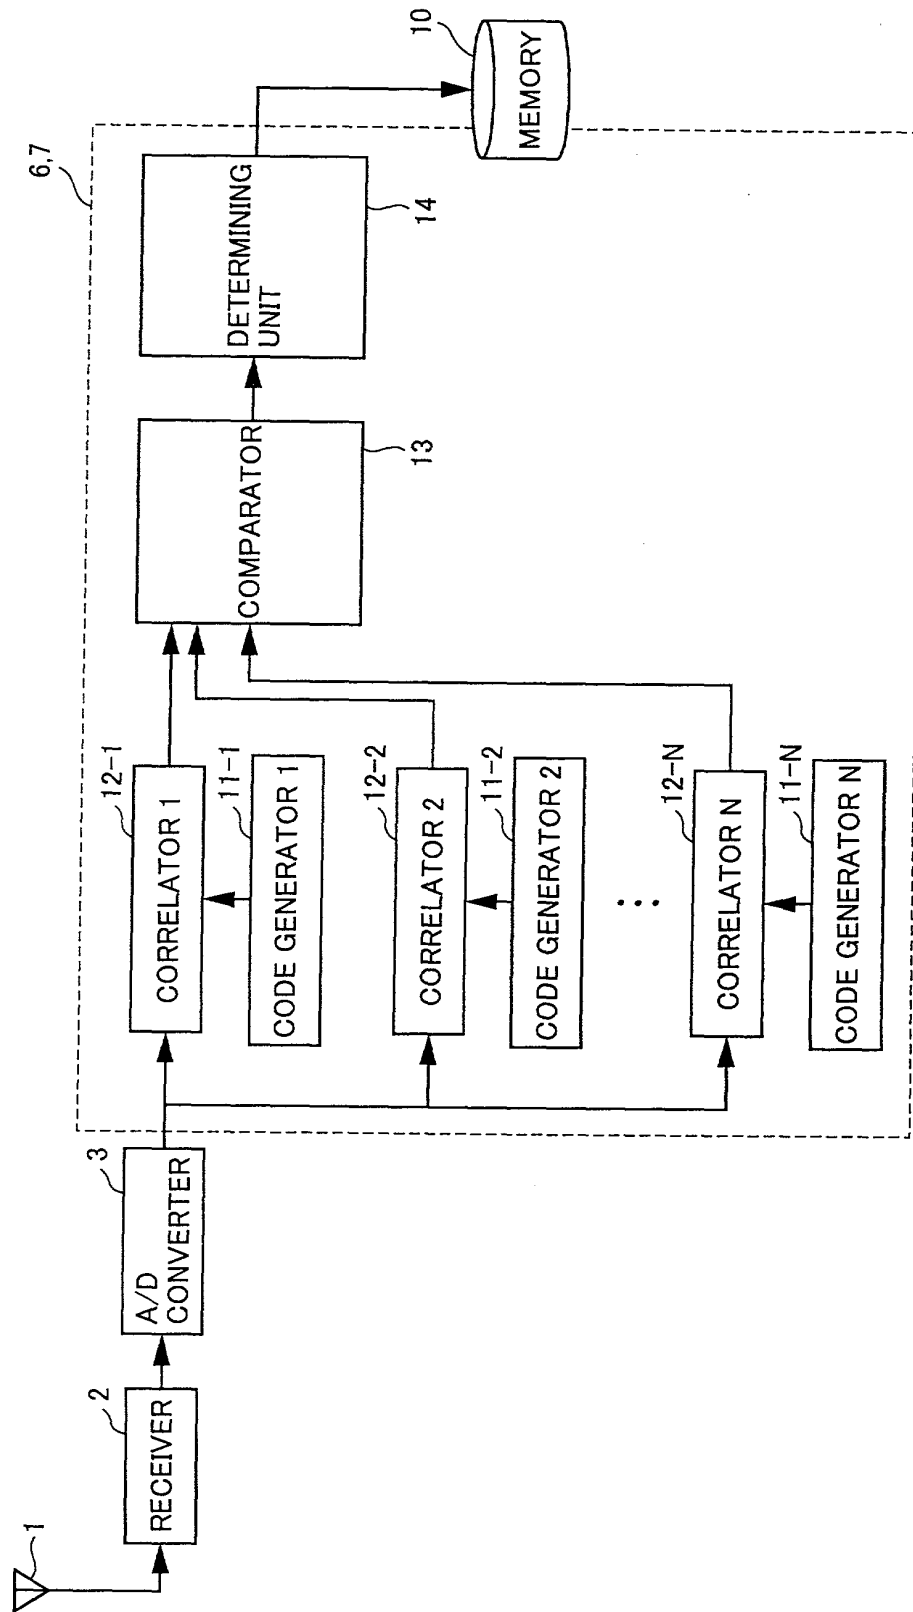 1
2
RECEIVER
3
A/D
CONVERTER
6,7
12-1
CORRELATOR 1
11-1
CODE GENERATOR 1
12-2
CORRELATOR 2
11-2
CODE GENERATOR 2
...
12-N
CORRELATOR N
11-N
CODE GENERATOR N
COMPARATOR
13
DETERMINING
UNIT
14
10
MEMORY